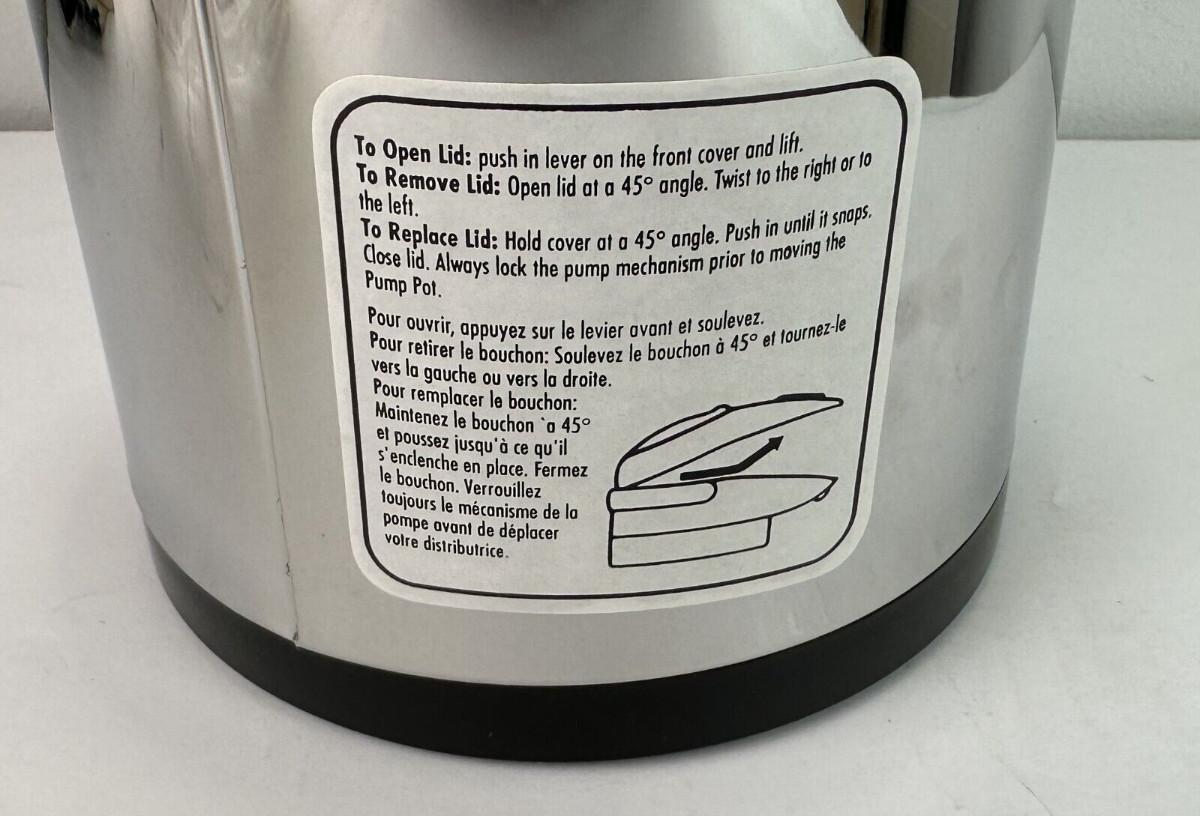 To Open Lid: push in lever on the front cover and lift.
To Remove Lid: Open lid at a 45° angle. Twist to the right or to
the left.
To Replace Lid: Hold cover at a 45° angle. Push in until it snaps.
Close lid. Always lock the pump mechanism prior to moving the
Pump Pot.
Pour ouvrir, appuyez sur le levier avant et soulevez.
Pour retirer le bouchon: Soulevez le bouchon à 45° et tournez-le
vers la gauche ou vers la droite.
Pour remplacer le bouchon:
Maintenez le bouchon `a 45°
et poussez jusqu'à ce qu'il
s'enclenche en place. Fermez
le bouchon. Verrouillez
toujours le mécanisme de la
pompe avant de déplacer
votre distributrice.